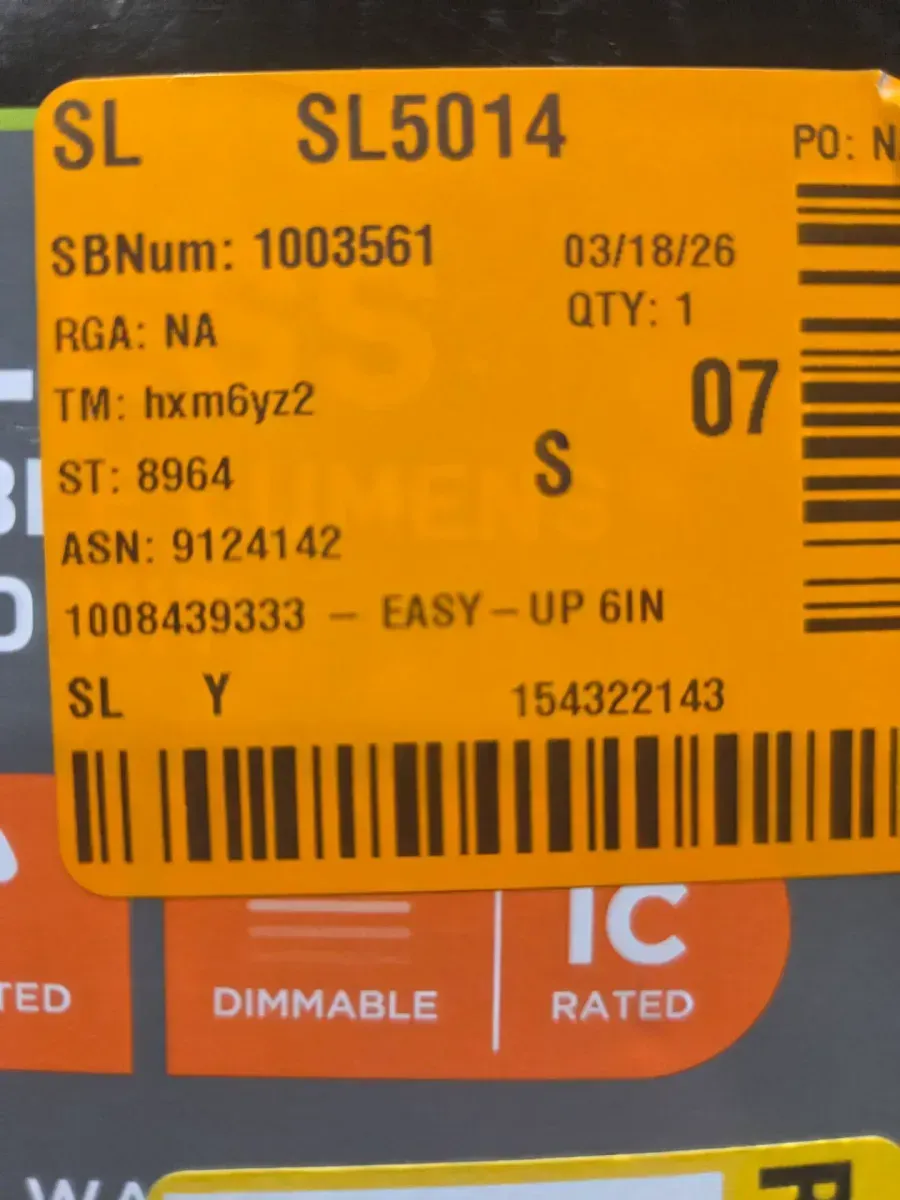 SL SL5014 PO:
SBNum: 1003561 03/18/26
RGA: NA QTY: 1
TM: hxm6yz2 07
ST: 8964 S
ASN: 9124142
1008439333 - EASY-UP 6IN
SL Y 154322143
DIMMABLE
IC
RATED